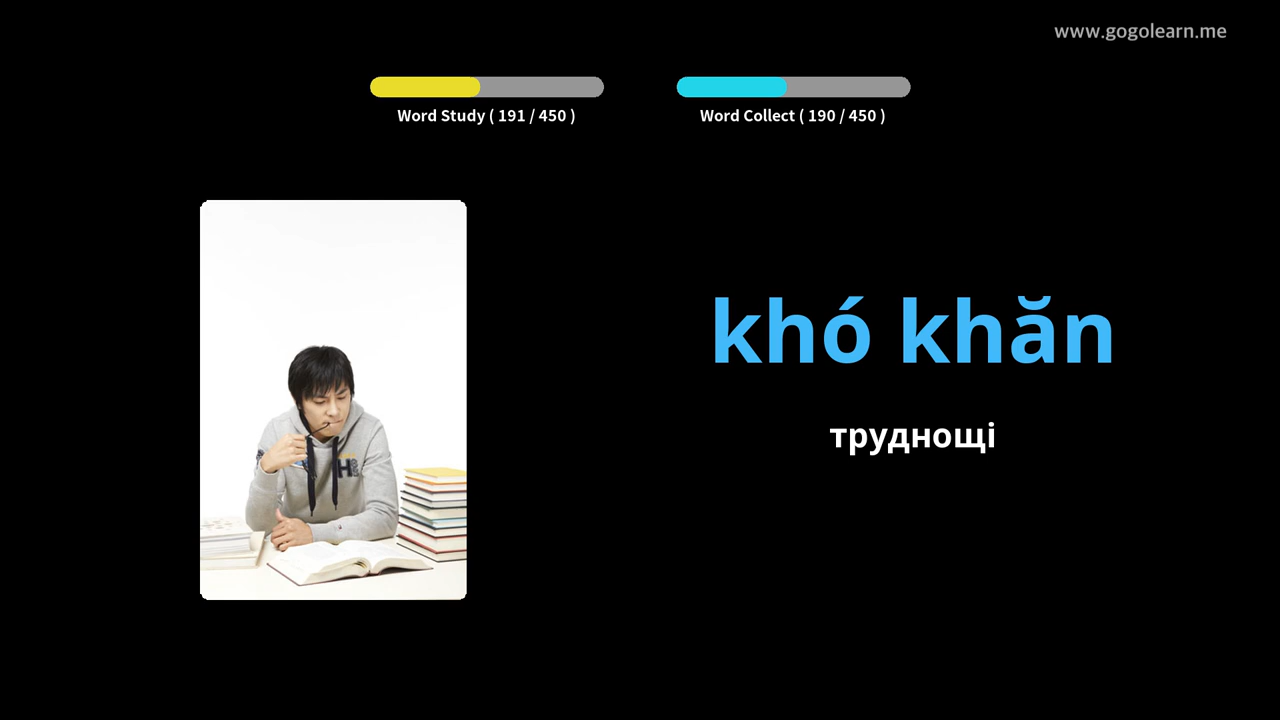 www.gogolearn.me
Word Study ( 191 / 450 )
Word Collect ( 190 / 450 )
khó khăn
труднощі
H